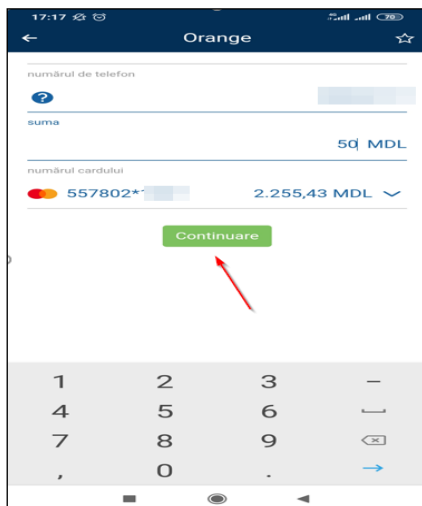 17:17 70
Orange
numărul de telefon
?
suma
50 MDL
numărul cardului
557802* 2.255,43 MDL
Continuare
1 2 3 −
4 5 6
7 8 9
, 0 .